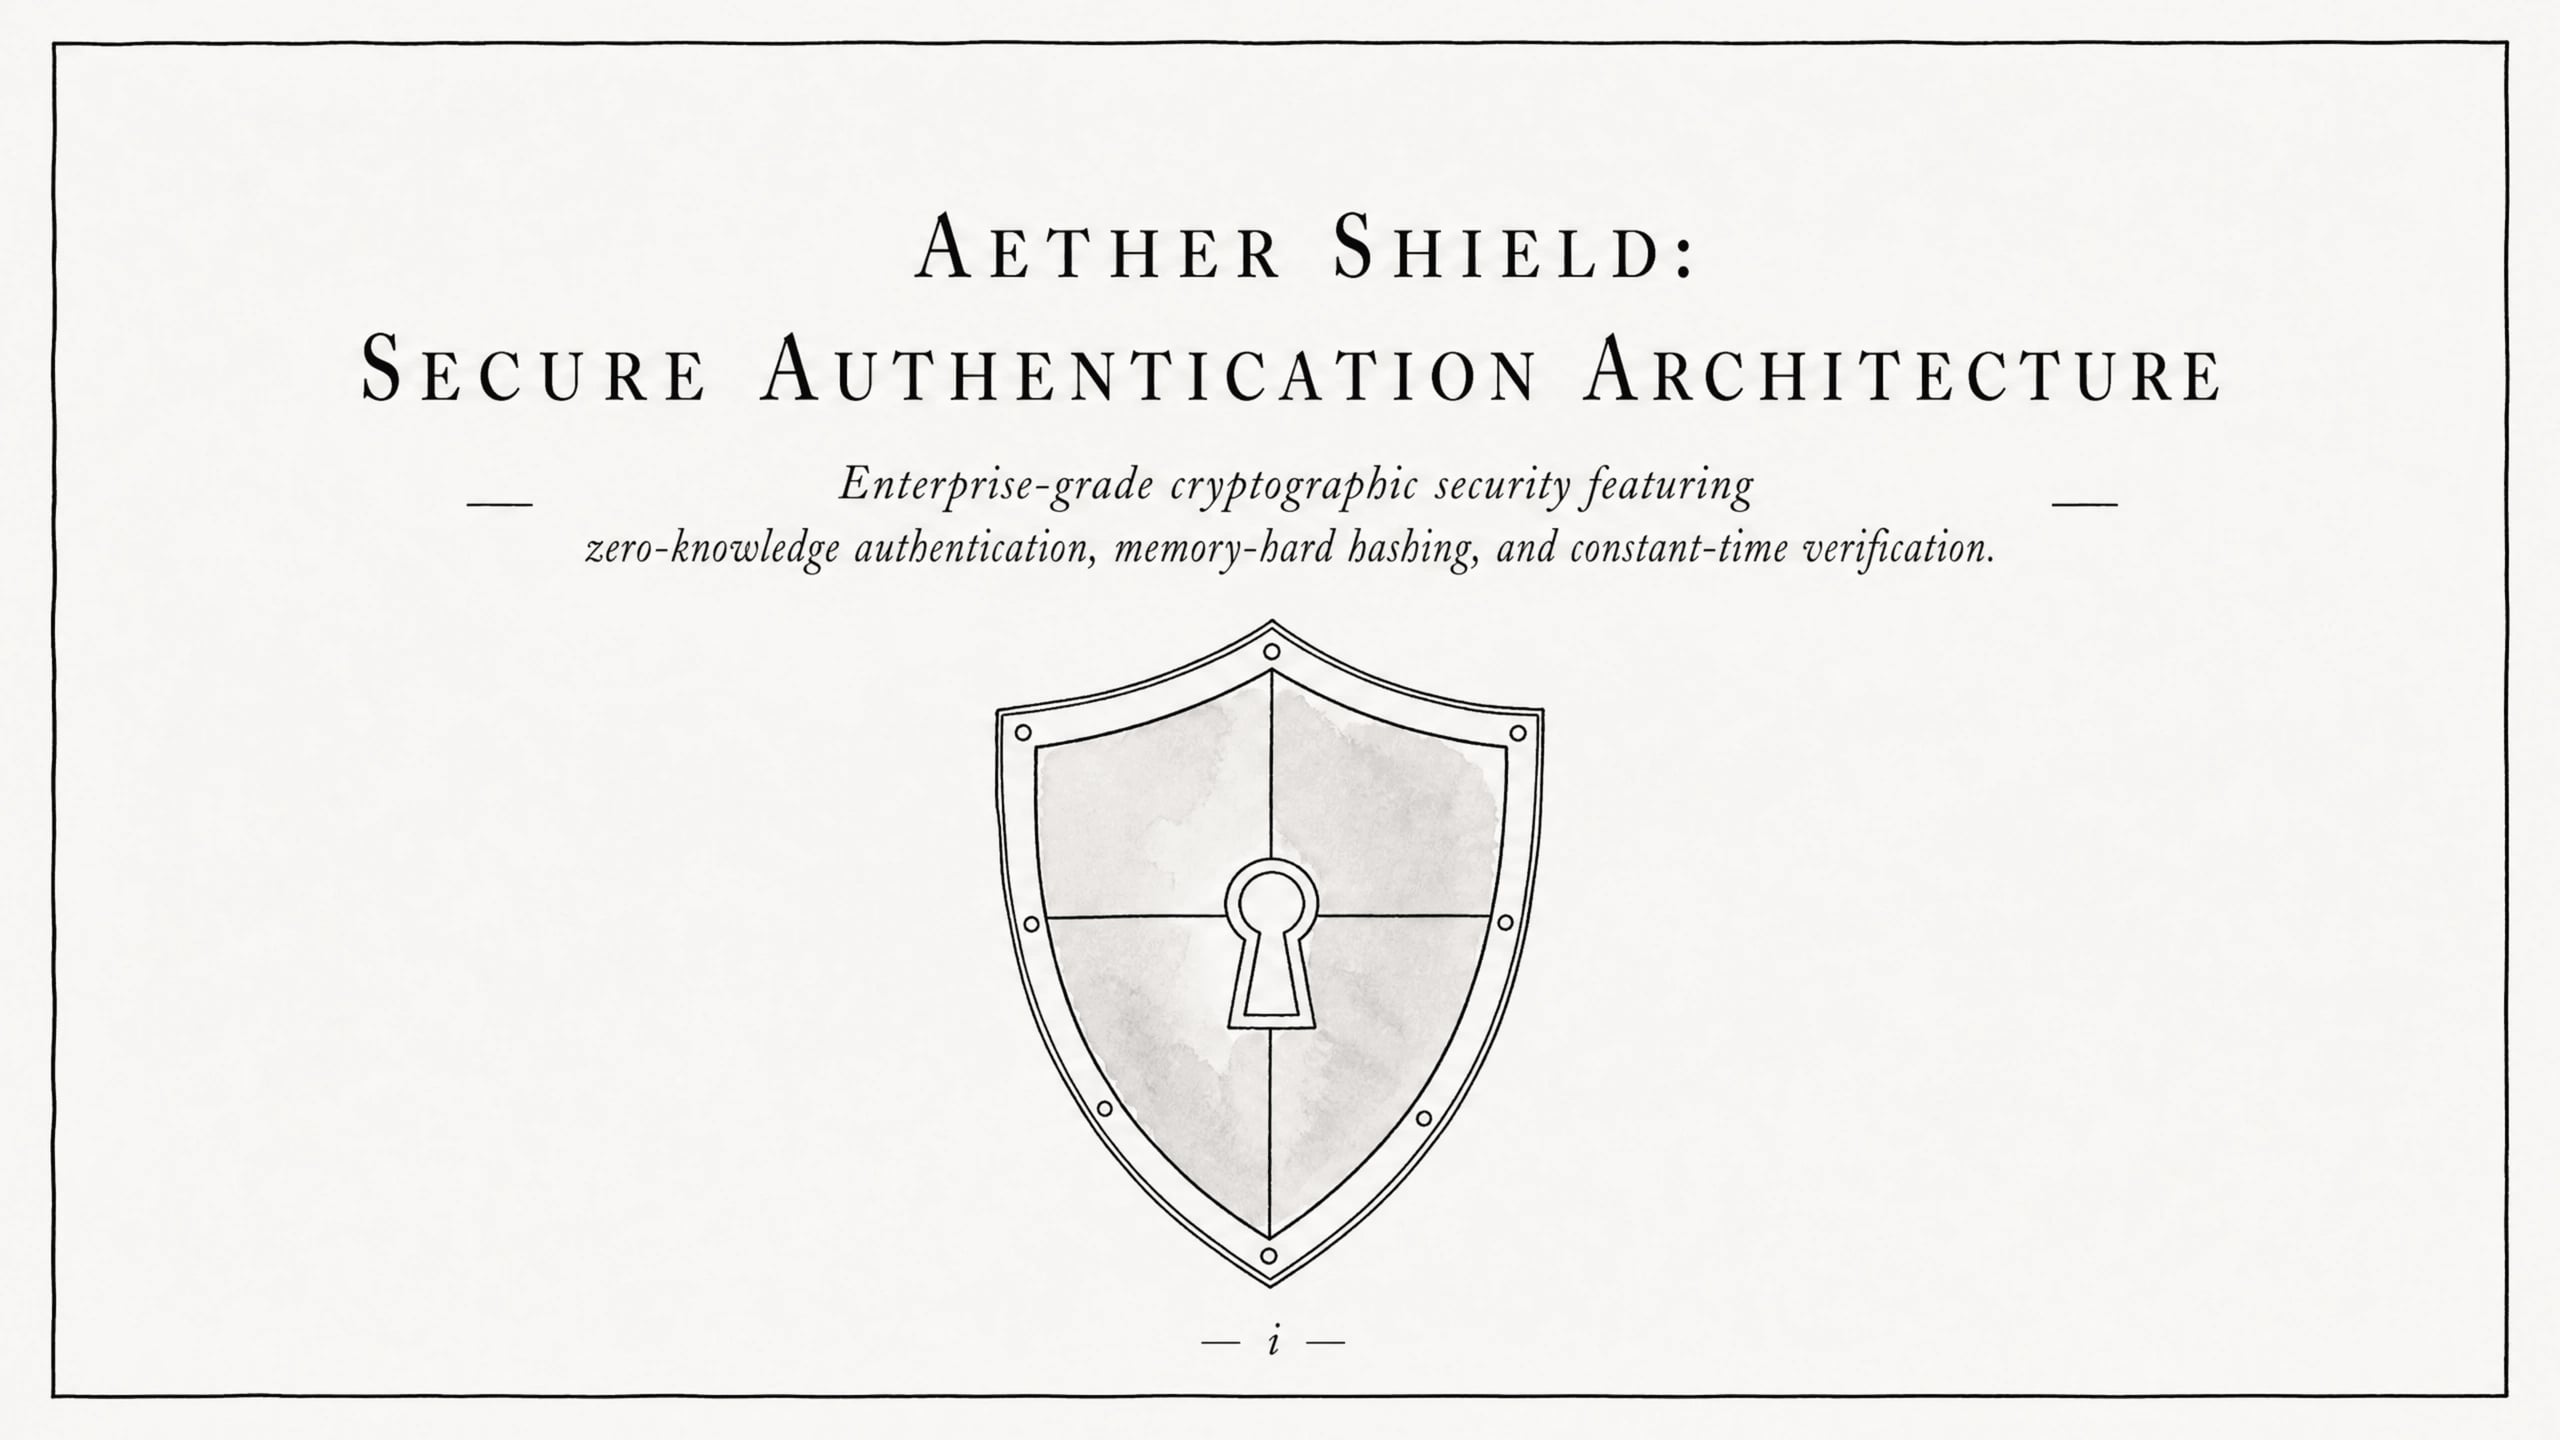 AETHER SHIELD:
SECURE AUTHENTICATION ARCHITECTURE
— Enterprise-grade cryptographic security featuring —
zero-knowledge authentication, memory-hard hashing, and constant-time verification.
— i —